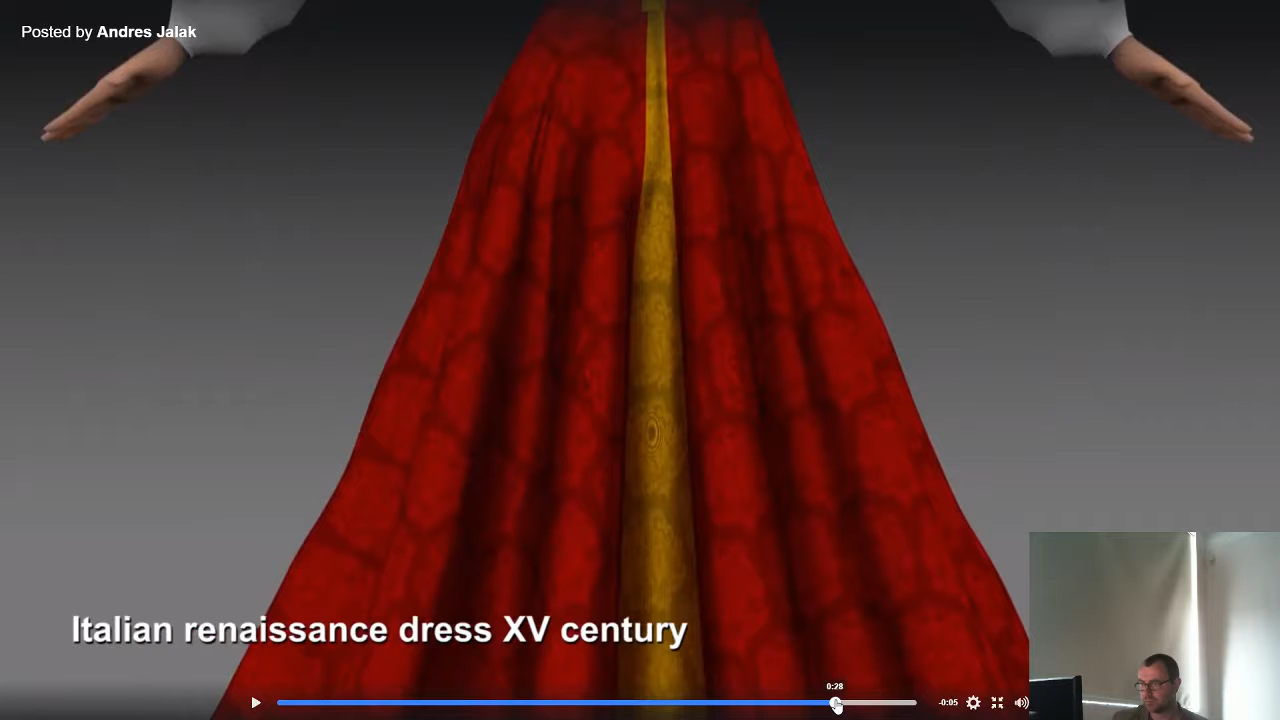 Posted by Andres Jalak
Italian renaissance dress XV century
0:28
-0:05